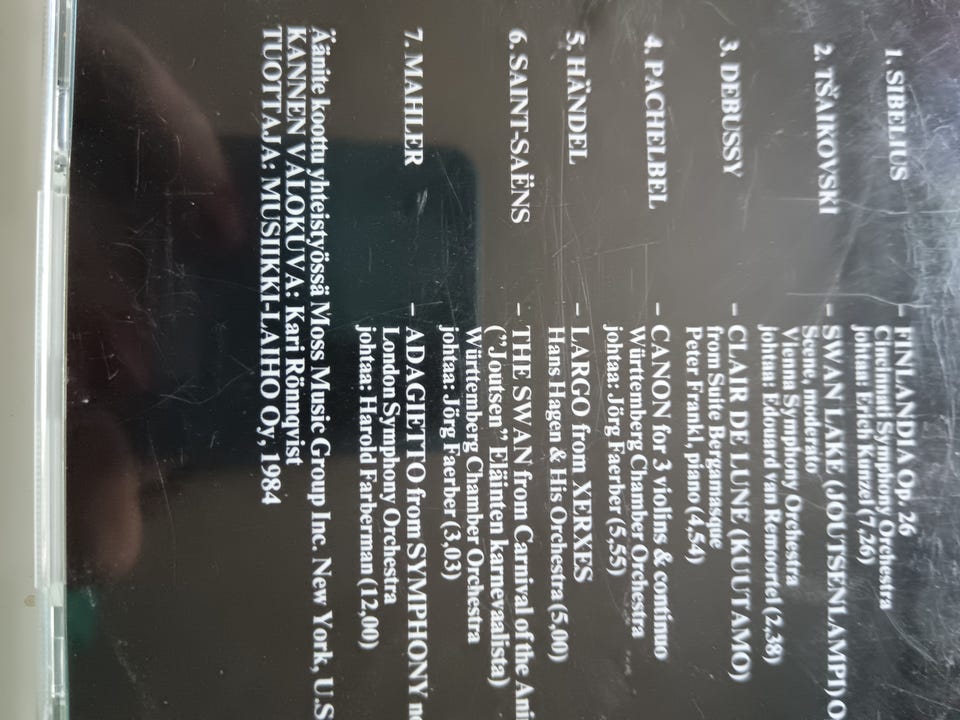 1. SIBELIUS – FINLANDIA Op. 26
Cincinnati Symphony Orchestra
johtaa: Erich Kunzel (7,26)
2. TŠAIKOVSKI – SWAN LAKE (JOUTSENLAMPI) O
Scene, moderato
Vienna Symphony Orchestra
johtaa: Edouard van Remoortel (2,38)
3. DEBUSSY – CLAIR DE LUNE (KUUTAMO)
from Suite Bergamasque
Peter Frankl, piano (4,54)
4. PACHELBEL – CANON for 3 violins & continuo
Württemberg Chamber Orchestra
johtaa: Jörg Faerber (5,55)
5. HÄNDEL – LARGO from XERXES
Hans Hagen & His Orchestra (5,00)
6. SAINT-SAËNS – THE SWAN from Carnival of the Ani
("Joutsen" Eläinten karnevaalista)
Württemberg Chamber Orchestra
johtaa: Jörg Faerber (3,03)
7. MAHLER – ADAGIETTO from SYMPHONY n
London Symphony Orchestra
johtaa: Harold Farberman (12,00)
Äänite koottu yhteistyössä Moss Music Group Inc. New York, U.S
KANNEN VALOKUVA: Kari Rönnqvist
TUOTTAJA: MUSIIKKI-LAIHO Oy, 1984